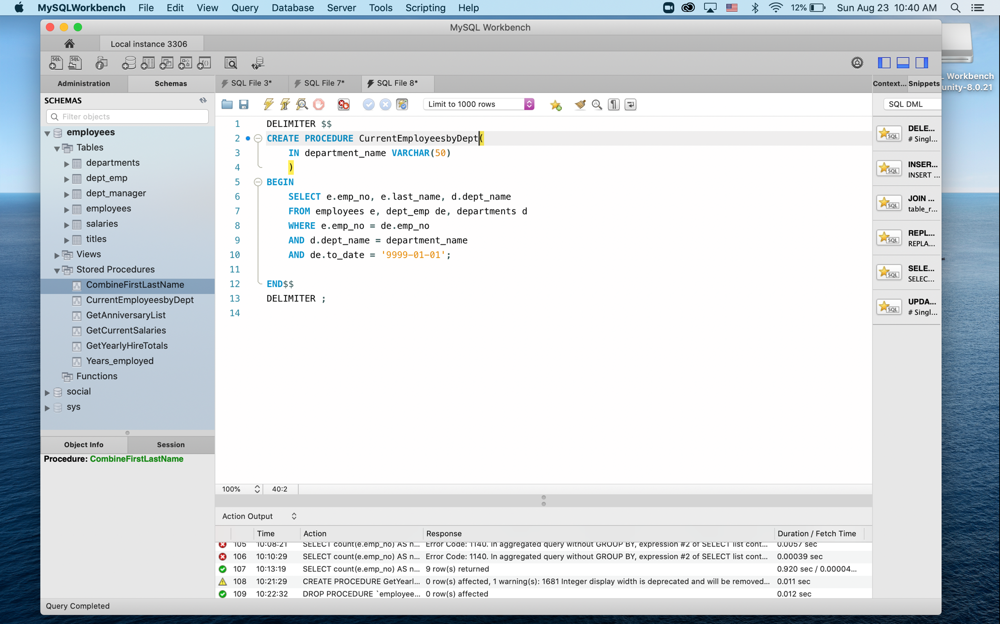 MySQLWorkbench File Edit View Query Database Server Tools Scripting Help 12% Sun Aug 23 10:40 AM
MySQL Workbench
Local instance 3306
SQL SQL
Administration Schemas
SQL File 3* SQL File 7* SQL File 8*
Context... Snippets
Workbench
unity-8.0.21
SCHEMAS
Filter objects
Limit to 1000 rows
SQL DML
employees
Tables
departments
dept_emp
dept_manager
employees
salaries
titles
Views
Stored Procedures
CombineFirstLastName
CurrentEmployeesbyDept
GetAnniversaryList
GetCurrentSalaries
GetYearlyHireTotals
Years_employed
Functions
social
sys
Object Info Session
Procedure: CombineFirstLastName
1 DELIMITER $$
2 CREATE PROCEDURE CurrentEmployeesbyDept(
3 IN department_name VARCHAR(50)
4 )
5 BEGIN
6 SELECT e.emp_no, e.last_name, d.dept_name
7 FROM employees e, dept_emp de, departments d
8 WHERE e.emp_no = de.emp_no
9 AND d.dept_name = department_name
10 AND de.to_date = '9999-01-01';
11
12 END$$
13 DELIMITER ;
14
SQL DELE...
# Singl...
SQL INSER...
INSERT ...
SQL JOIN ...
table_r...
SQL REPL...
REPLA...
SQL SELE...
SELEC...
SQL UPDA...
# Singl...
100% 40:2
Action Output
Time Action Response Duration / Fetch Time
105 10:08:21 SELECT count(e.emp_no) AS n... Error Code: 1140. In aggregated query without GROUP BY, expression #2 of SELECT list cont... 0.0057 sec
106 10:10:29 SELECT count(e.emp_no) AS n... Error Code: 1140. In aggregated query without GROUP BY, expression #2 of SELECT list cont... 0.00039 sec
107 10:13:19 SELECT count(e.emp_no) AS n... 9 row(s) returned 0.920 sec / 0.00004...
108 10:21:29 CREATE PROCEDURE GetYearl... 0 row(s) affected, 1 warning(s): 1681 Integer display width is deprecated and will be removed... 0.011 sec
109 10:22:32 DROP PROCEDURE `employee... 0 row(s) affected 0.012 sec
Query Completed